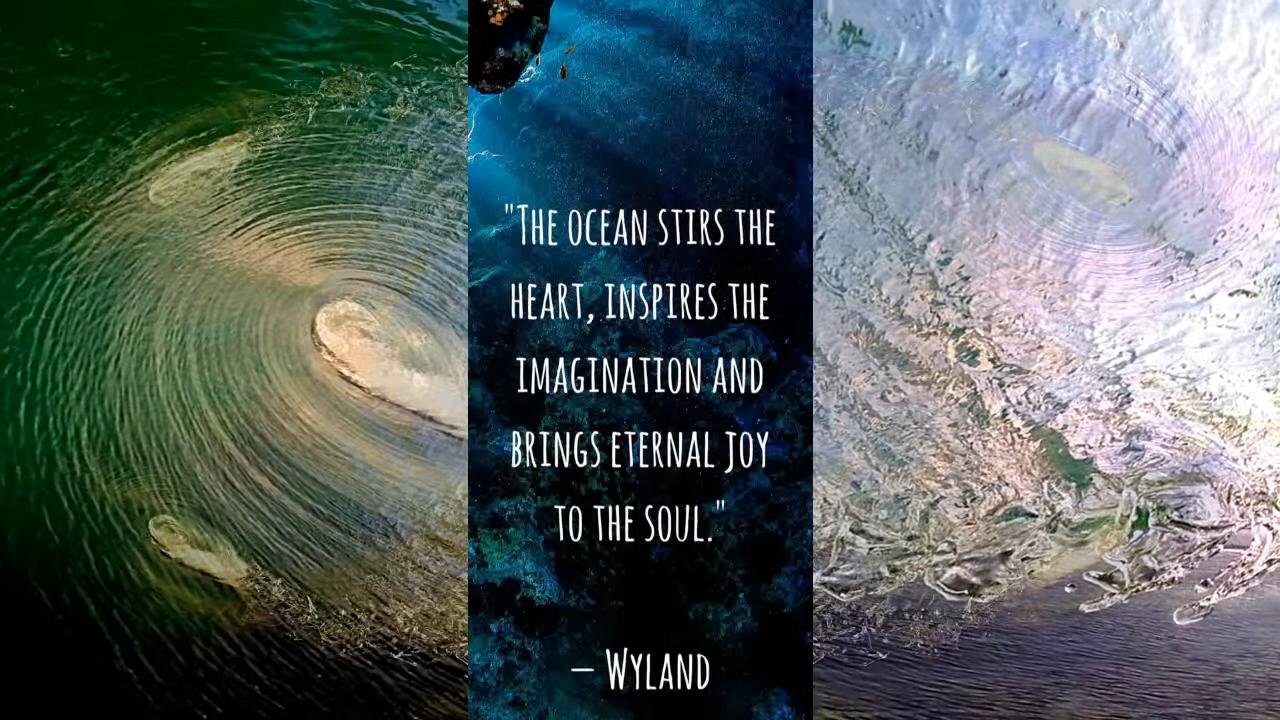 "The ocean stirs the
heart, inspires the
imagination and
brings eternal joy
to the soul."
— Wyland